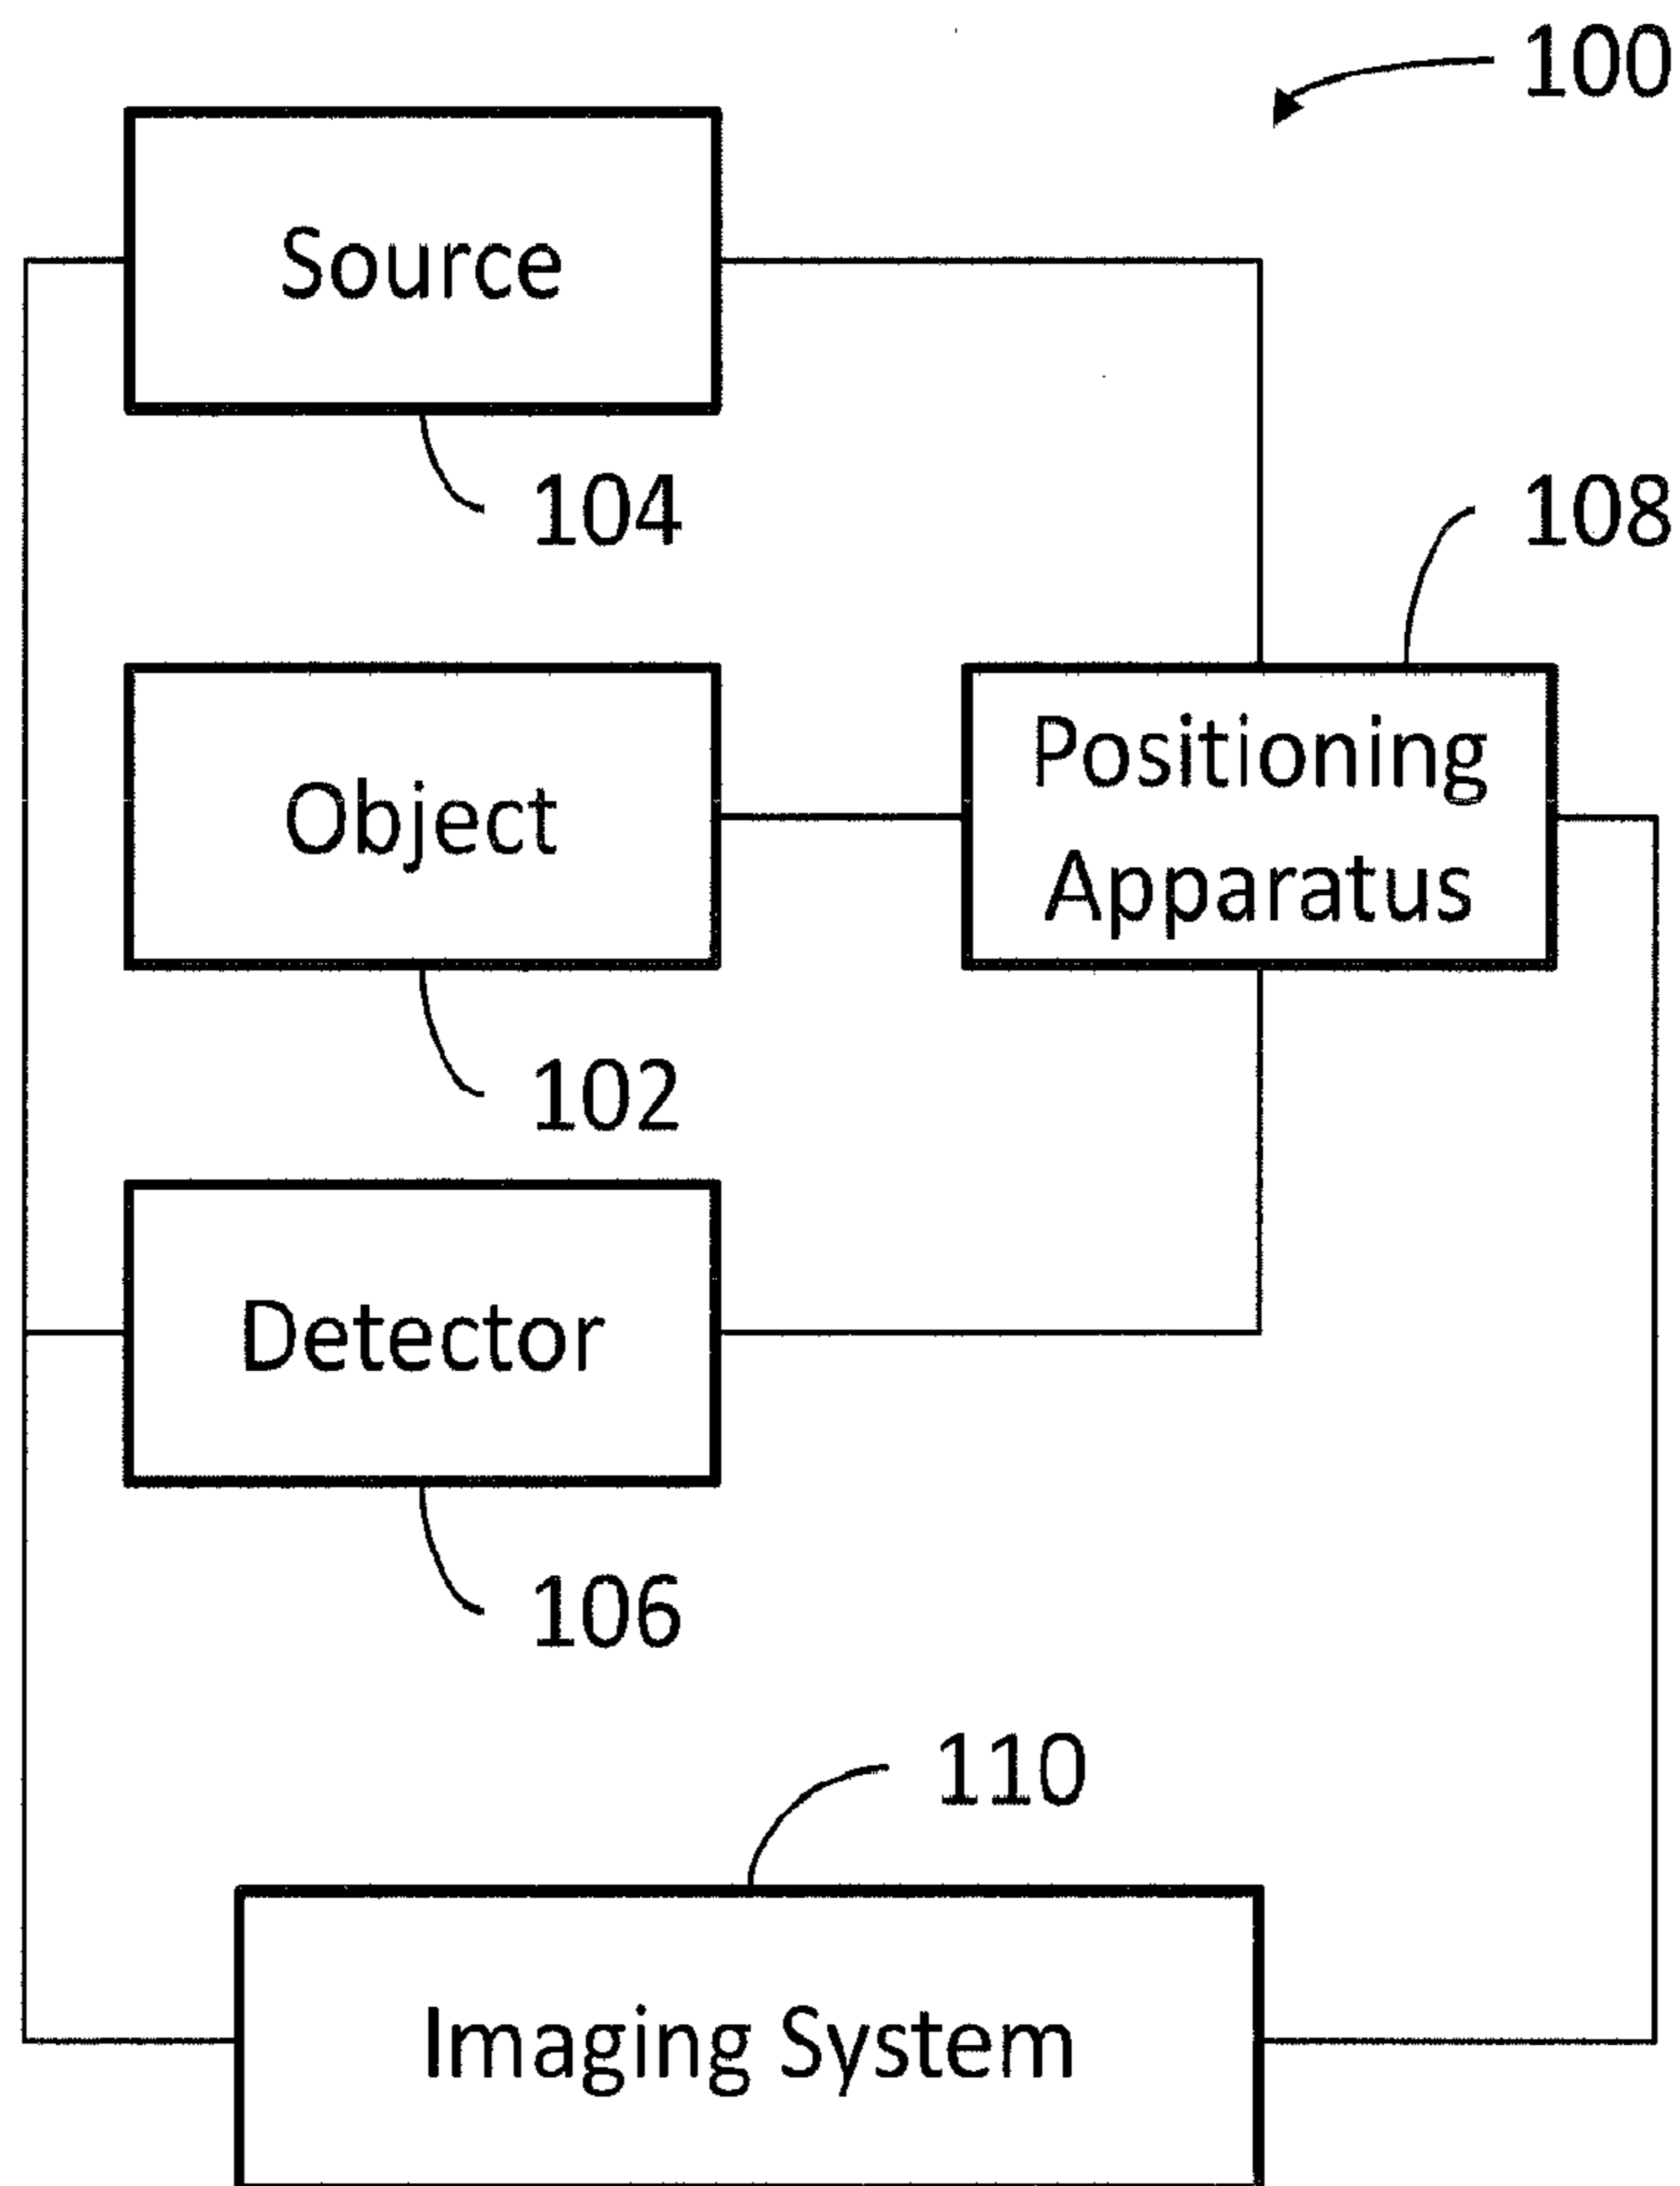 100
Source
104
108
Object
Positioning
Apparatus
102
Detector
106
110
Imaging System